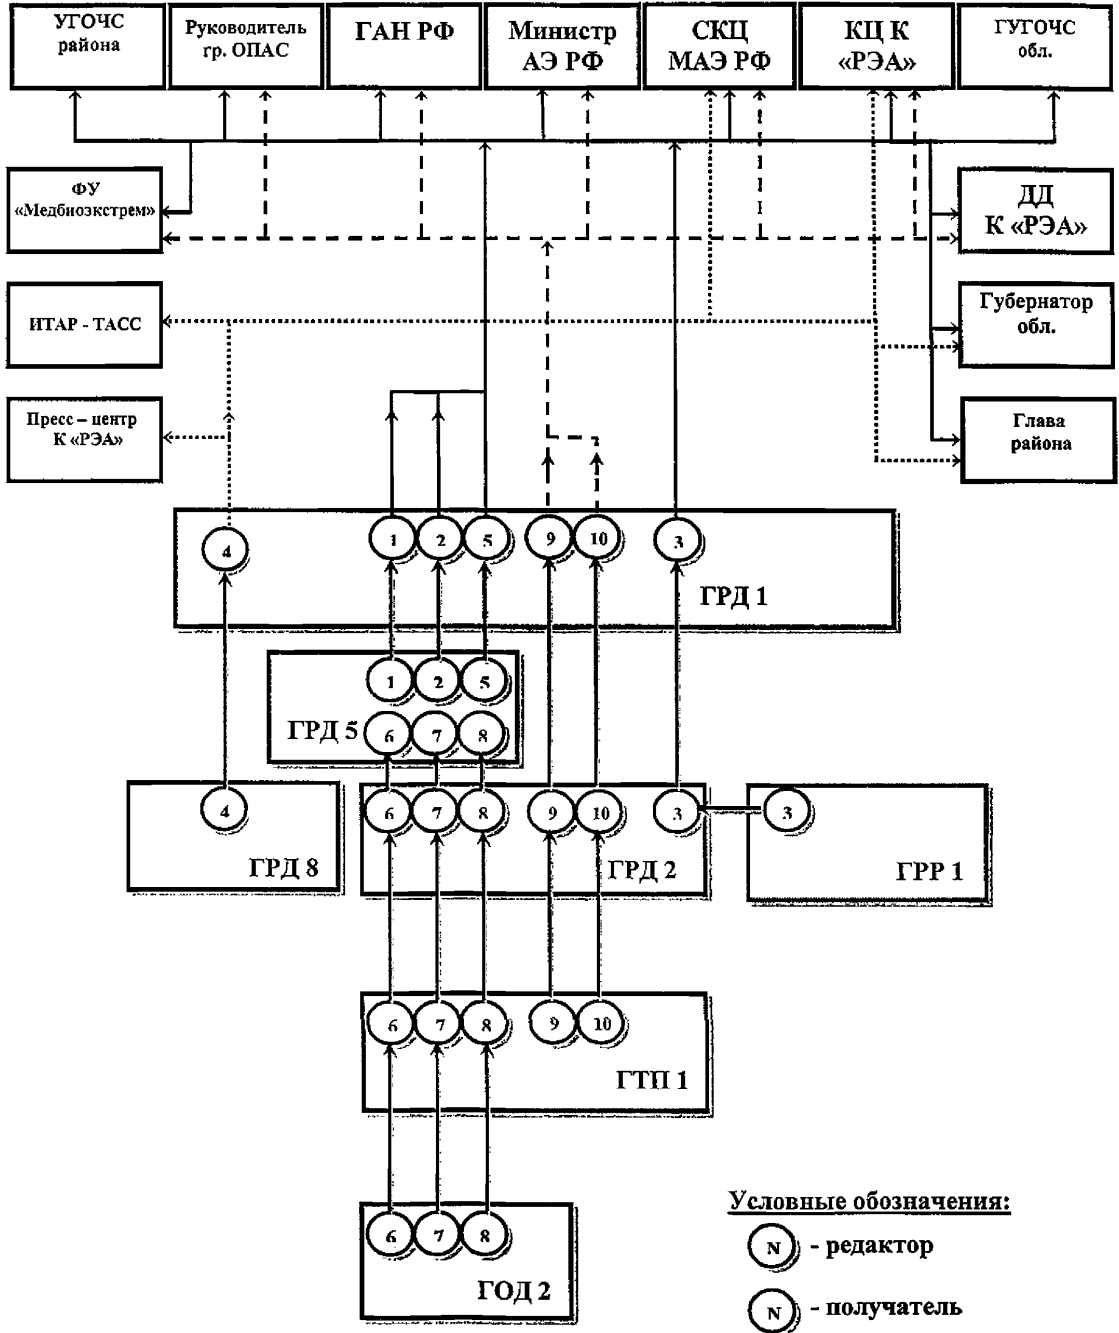 УГОЧС
района
Руководитель
гр. ОПАС
ГАН РФ
Министр
АЭ РФ
СКЦ
МАЭ РФ
КЦ К
«РЭА»
ГУГОЧС
обл.
ФУ
«Медбиоэкстрем»
ДД
К «РЭА»
ИТАР - ТАСС
Губернатор
обл.
Пресс – центр
К «РЭА»
Глава
района
4
1 2 5 9 10 3
ГРД 1
1 2 5
ГРД 5
6 7 8
4
ГРД 8
6 7 8 9 10 3
ГРД 2
3
ГРР 1
6 7 8 9 10
ГТП 1
6 7 8
ГОД 2
Условные обозначения:
N - редактор
N - получатель